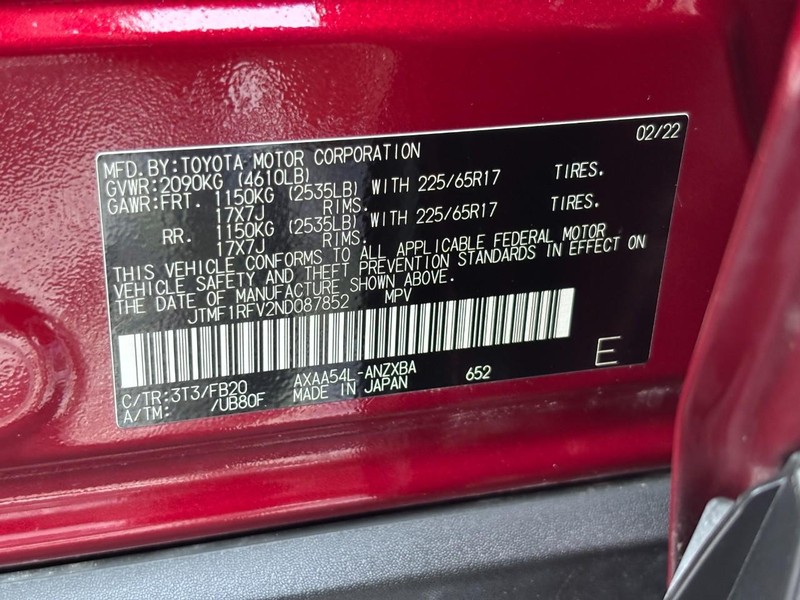 02/22
MFD.BY:TOYOTA MOTOR CORPORATION
GVWR:2090KG (4610LB)
GAWR:FRT. 1150KG (2535LB) WITH 225/65R17 TIRES.
17X7J RIMS.
RR. 1150KG (2535LB) WITH 225/65R17 TIRES.
17X7J RIMS.
THIS VEHICLE CONFORMS TO ALL APPLICABLE FEDERAL MOTOR
VEHICLE SAFETY AND THEFT PREVENTION STANDARDS IN EFFECT ON
THE DATE OF MANUFACTURE SHOWN ABOVE.
JTMF1RFV2ND087852 MPV
E
C/TR:3T3/FB20 AXAA54L-ANZXBA 652
A/TM: /UB80F MADE IN JAPAN